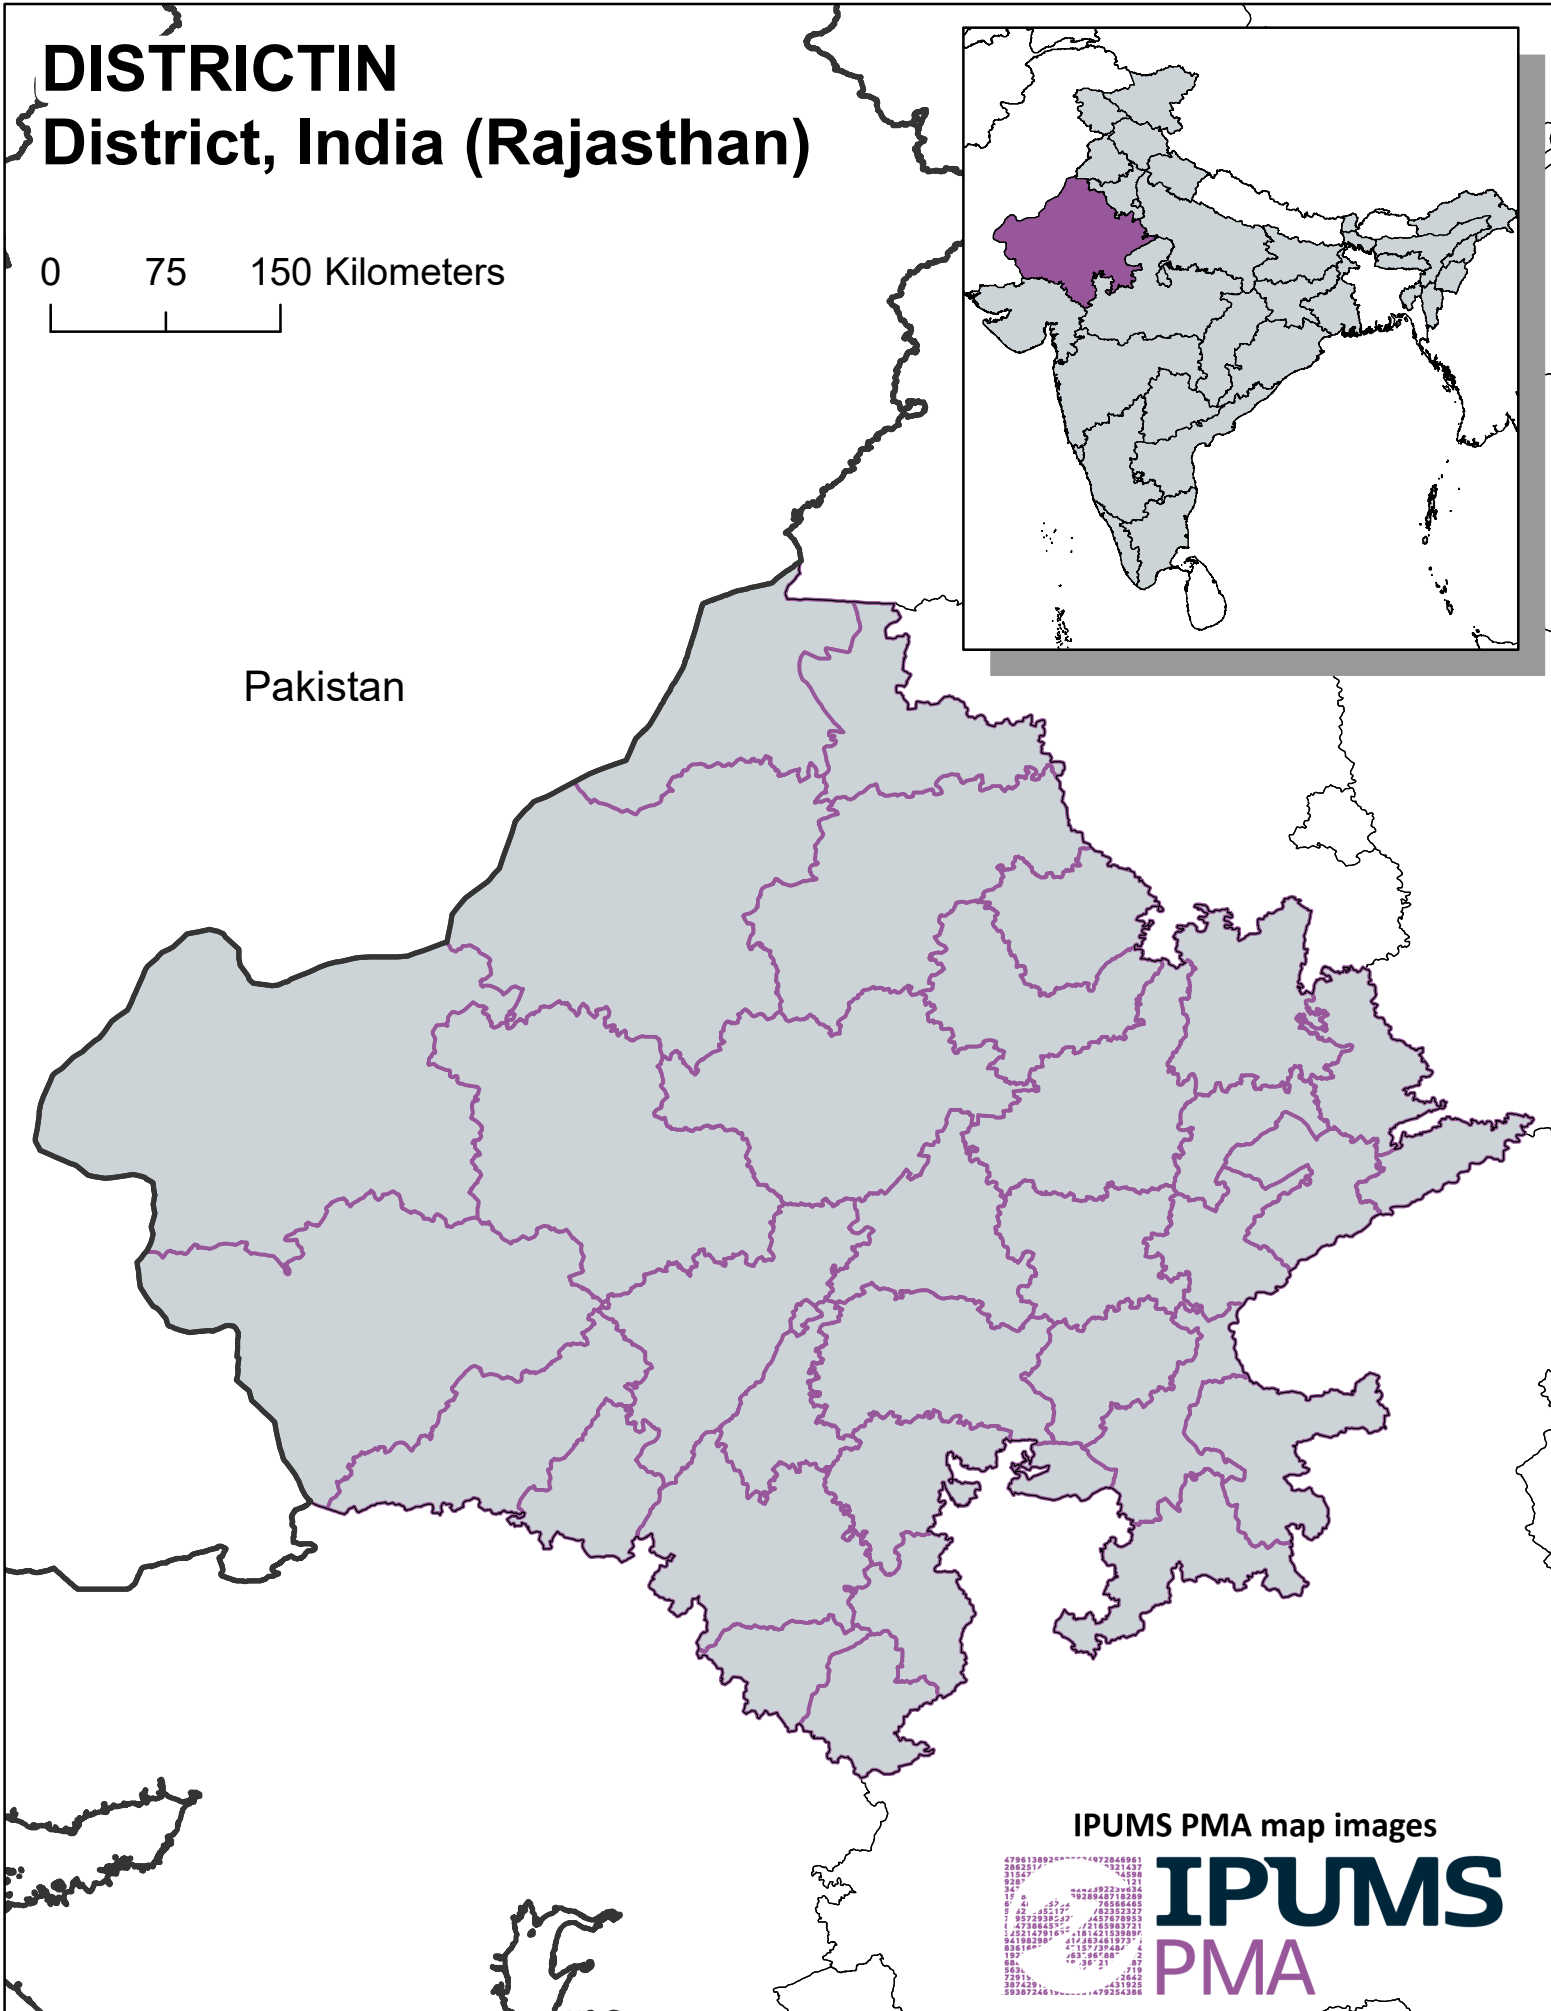 DISTRICTIN
District, India (Rajasthan)
0 75 150 Kilometers
Pakistan
IPUMS PMA map images
IPUMS
PMA